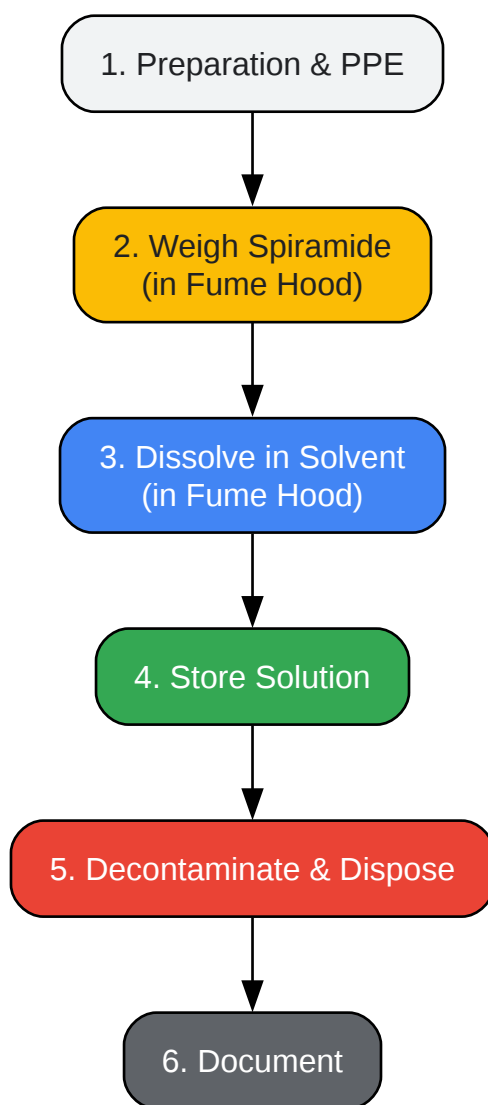 1. Preparation & PPE
2. Weigh Spiramide
(in Fume Hood)
3. Dissolve in Solvent
(in Fume Hood)
4. Store Solution
5. Decontaminate & Dispose
6. Document